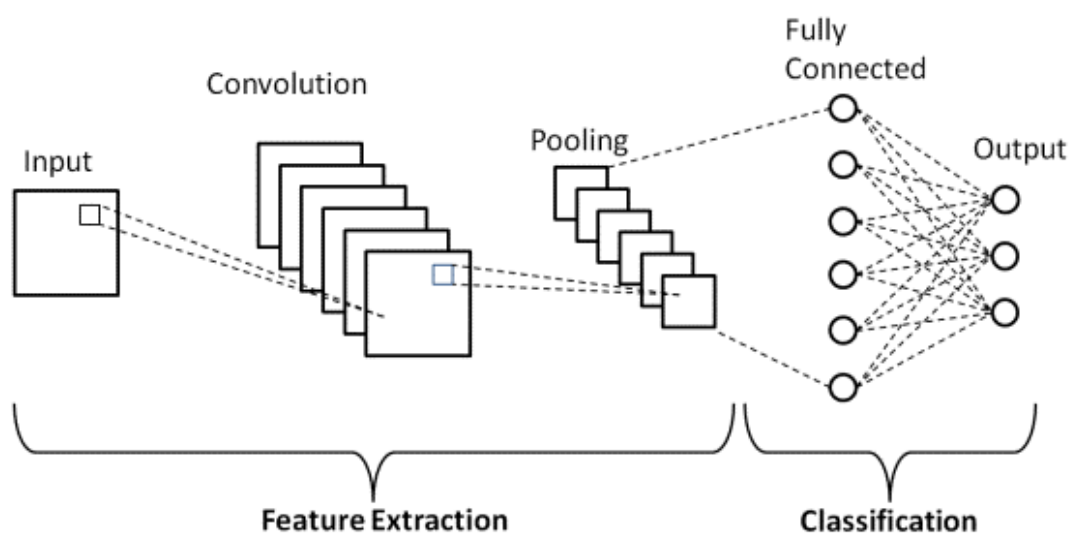 Input
Convolution
Pooling
Fully
Connected
Output
Feature Extraction
Classification